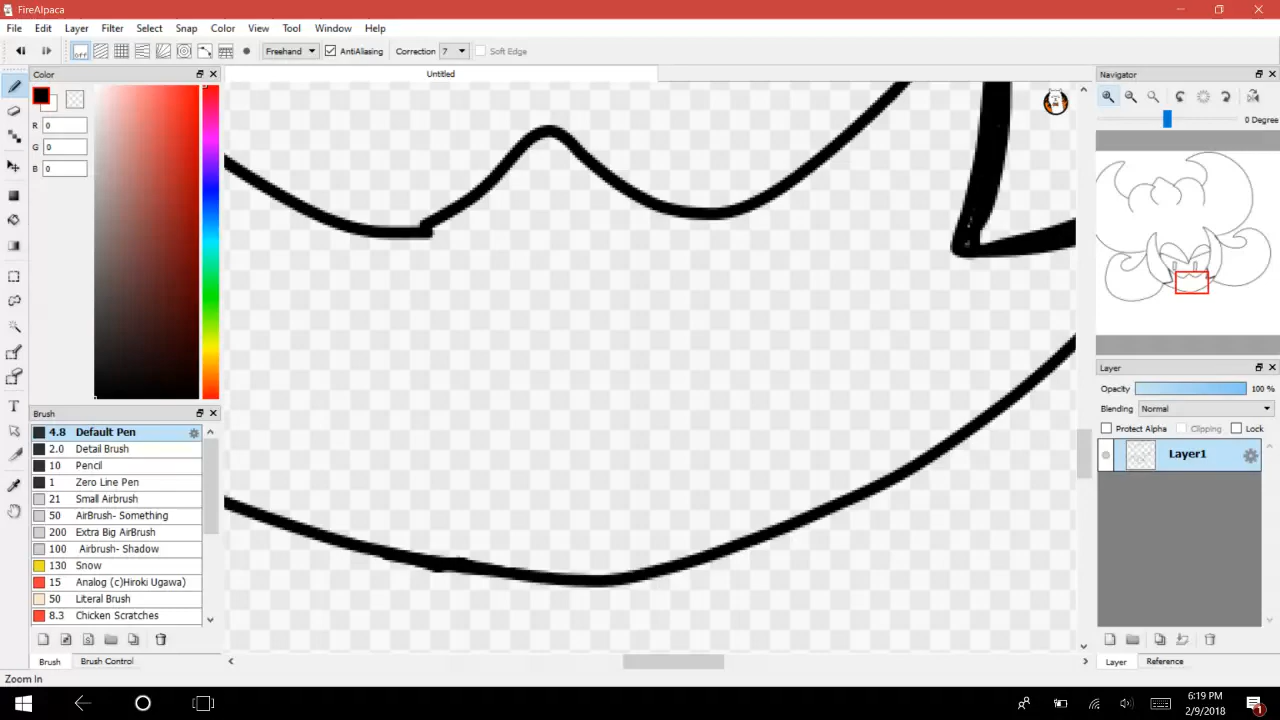 FireAlpaca
File Edit Layer Filter Select Snap Color View Tool Window Help
off Freehand AntiAliasing Correction 7 Soft Edge
Color
Untitled
Navigator
R 0
G 0
B 0
0 Degree
Brush
4.8 Default Pen
2.0 Detail Brush
10 Pencil
1 Zero Line Pen
21 Small Airbrush
50 AirBrush- Something
200 Extra Big AirBrush
100 Airbrush- Shadow
130 Snow
15 Analog (c)Hiroki Ugawa)
50 Literal Brush
8.3 Chicken Scratches
Brush Brush Control
Layer
Opacity 100 %
Blending Normal
Protect Alpha Clipping Lock
Layer1
Layer Reference
Zoom In
6:19 PM
2/9/2018
1